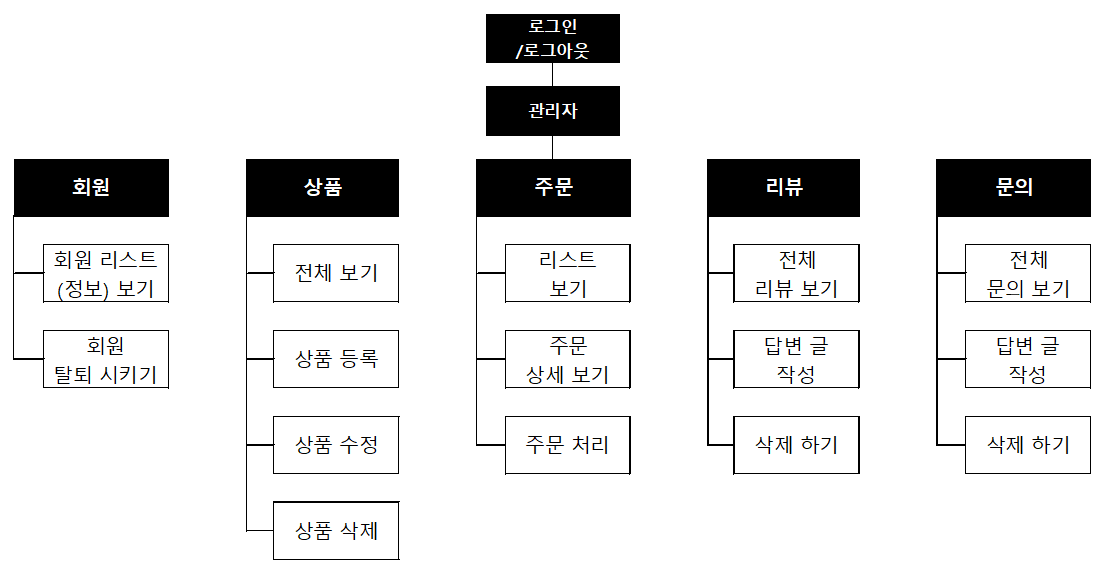 로그인
/로그아웃
관리자
회원
상품
주문
리뷰
문의
회원 리스트
(정보) 보기
회원
탈퇴 시키기
전체 보기
상품 등록
상품 수정
상품 삭제
리스트
보기
주문
상세 보기
주문 처리
전체
리뷰 보기
답변 글
작성
삭제 하기
전체
문의 보기
답변 글
작성
삭제 하기